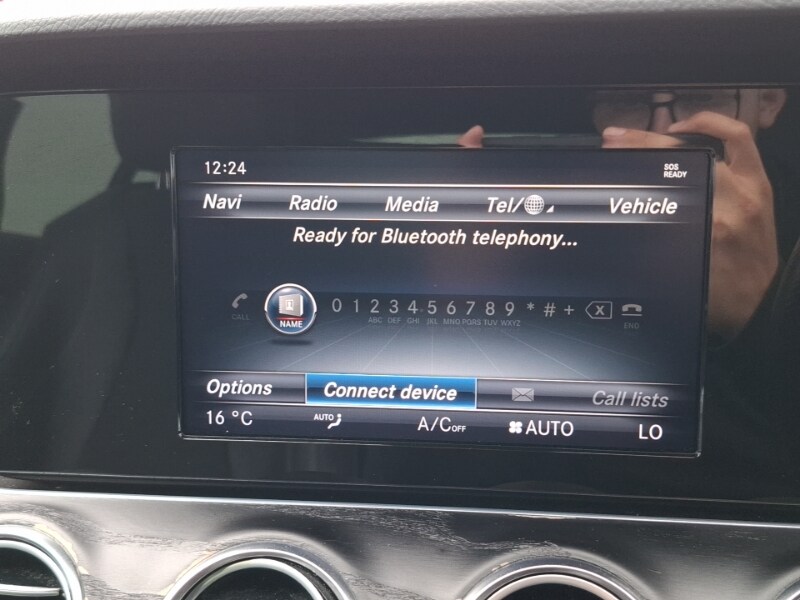 12:24
SOS READY
Navi Radio Media Tel/ Vehicle
Ready for Bluetooth telephony...
CALL NAME 0 1 2 3 4 5 6 7 8 9 * # + X END
ABC DEF GHI JKL MNO PQRS TUV WXYZ
Options Connect device Call lists
16 °C AUTO A/C OFF AUTO LO